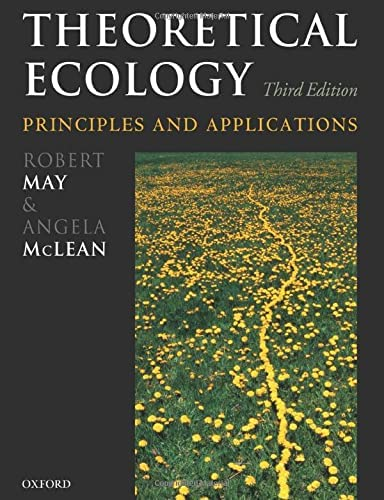 THEORETICAL
ECOLOGY Third Edition
PRINCIPLES AND APPLICATIONS
ROBERT
MAY
&
ANGELA
McLEAN
OXFORD